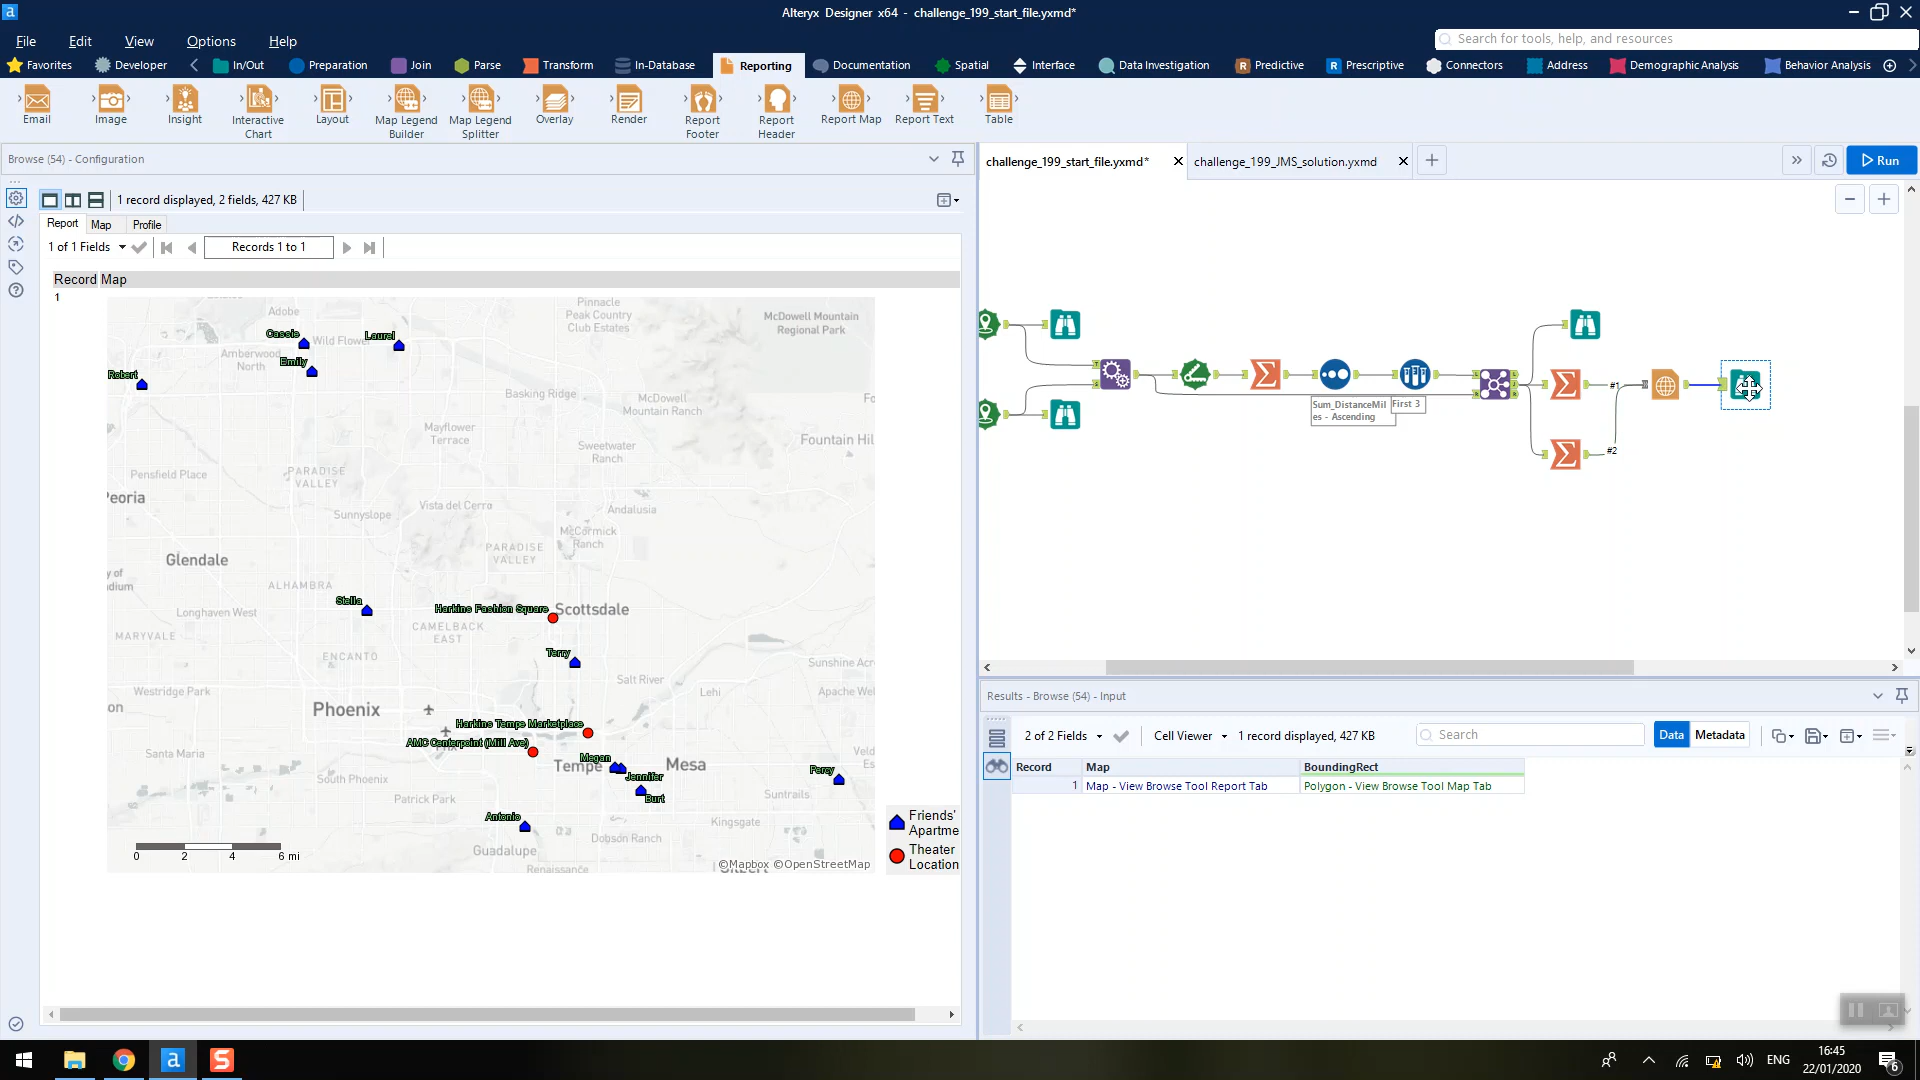 Alteryx Designer x64 - challenge_199_start_file.yxmd*
File Edit View Options Help
Search for tools, help, and resources
Favorites Developer In/Out Preparation Join Parse Transform In-Database Reporting Documentation Spatial Interface Data Investigation Predictive Prescriptive Connectors Address Demographic Analysis Behavior Analysis
Email Image Insight Interactive Chart Layout Map Legend Builder Map Legend Splitter Overlay Render Report Footer Report Header Report Map Report Text Table
Browse (54) - Configuration
challenge_199_start_file.yxmd*
challenge_199_JMS_solution.yxmd
Run
1 record displayed, 2 fields, 427 KB
Report Map Profile
1 of 1 Fields
Records 1 to 1
Record Map
1
Adobe
Pinnacle
Peak Country
Club Estates
McDowell Mountain
Regional Park
Cassie
Wild Flower
Laurel
Amberwood
North
Emily
Robert
Basking Ridge
McDowell
Mountain
Ranch
Mayflower
Terrace
Fountain Hil
Sweetwater
Ranch
Pensfield Place
PARADISE
VALLEY
Peoria
Vista del Cerro
Andalusia
Sunnyslope
McCormick
Ranch
PARADISE
VALLEY
Glendale
ty of
dium
ALHAMBRA
Stella
Longhaven West
Harkins Fashion Square
Scottsdale
MARYVALE
CAMELBACK
EAST
ENCANTO
Terry
Sunshine Acr
Salt River
Westridge Park
Lehi
Apache We
on
Phoenix
Harkins Tempe Marketplace
AMC Centerpoint (Mill Ave)
Santa Maria
Megan
Tempe
Mesa
Jennifer
Percy
Veld
Esta
South Phoenix
Suntrails
Patrick Park
Burt
Antonio
Kingsgate
Dobson Ranch
Guadalupe
0 2 4 6 mi
Renaissance
©Mapbox ©OpenStreetMap
Friends'
Apartme
Theater
Location
Sum_DistanceMil
es - Ascending
First 3
#1
#2
Results - Browse (54) - Input
2 of 2 Fields
Cell Viewer
1 record displayed, 427 KB
Search
Data
Metadata
Record Map BoundingRect
1 Map - View Browse Tool Report Tab Polygon - View Browse Tool Map Tab
ENG
16:45
22/01/2020
6